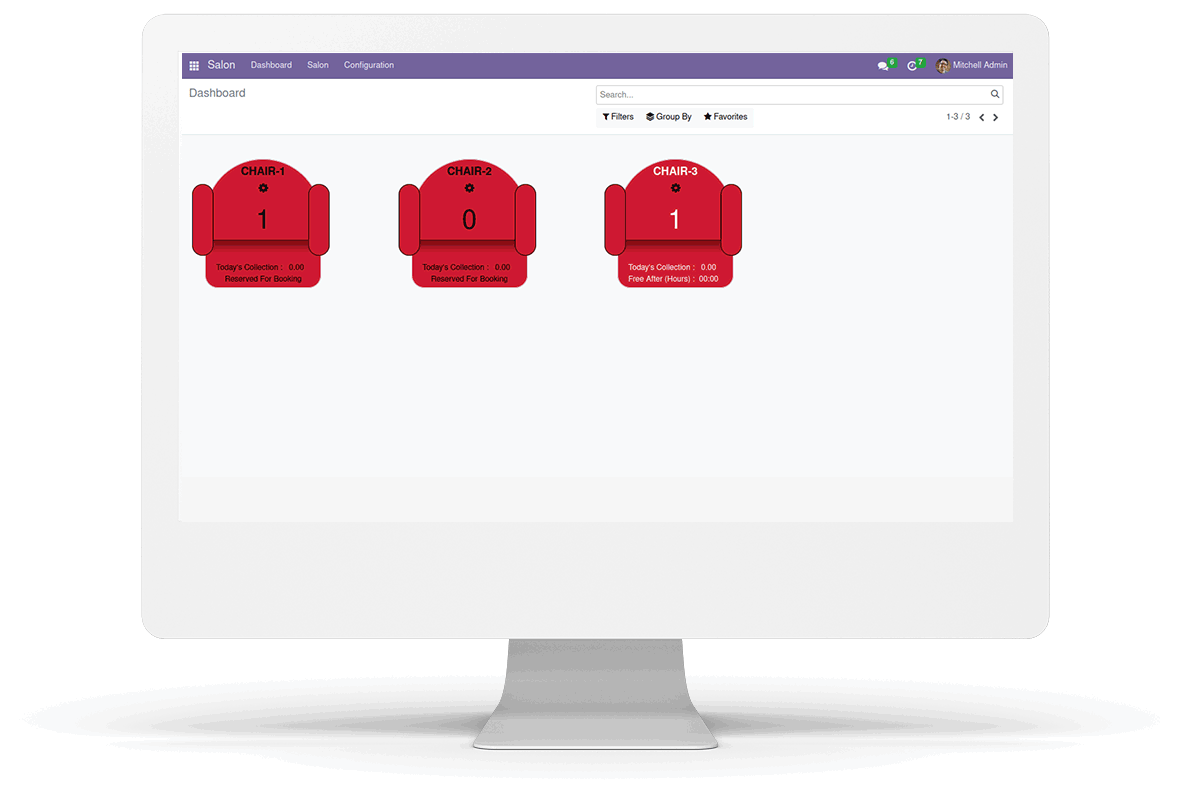 Salon Dashboard Salon Configuration 6 7 Mitchell Admin
Dashboard
Search...
Filters Group By Favorites 1-3 / 3
CHAIR-1
1
Today's Collection : 0.00
Reserved For Booking
CHAIR-2
0
Today's Collection : 0.00
Reserved For Booking
CHAIR-3
1
Today's Collection : 0.00
Free After (Hours) : 00:00